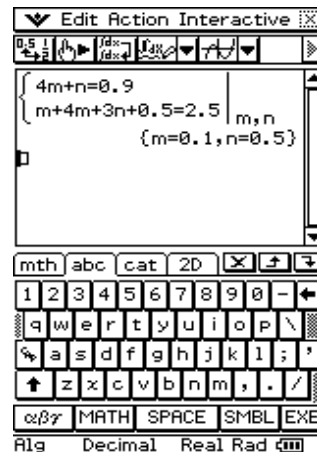 Edit Action Interactive
4m+n=0.9
m+4m+3n+0.5=2.5
m,n
{m=0.1,n=0.5}
mth abc cat 2D
1 2 3 4 5 6 7 8 9 0 -
q w e r t y u i o p \
a s d f g h j k l ; '
z x c v b n m , . /
αβγ MATH SPACE SMBL EXE
Alg Decimal Real Rad